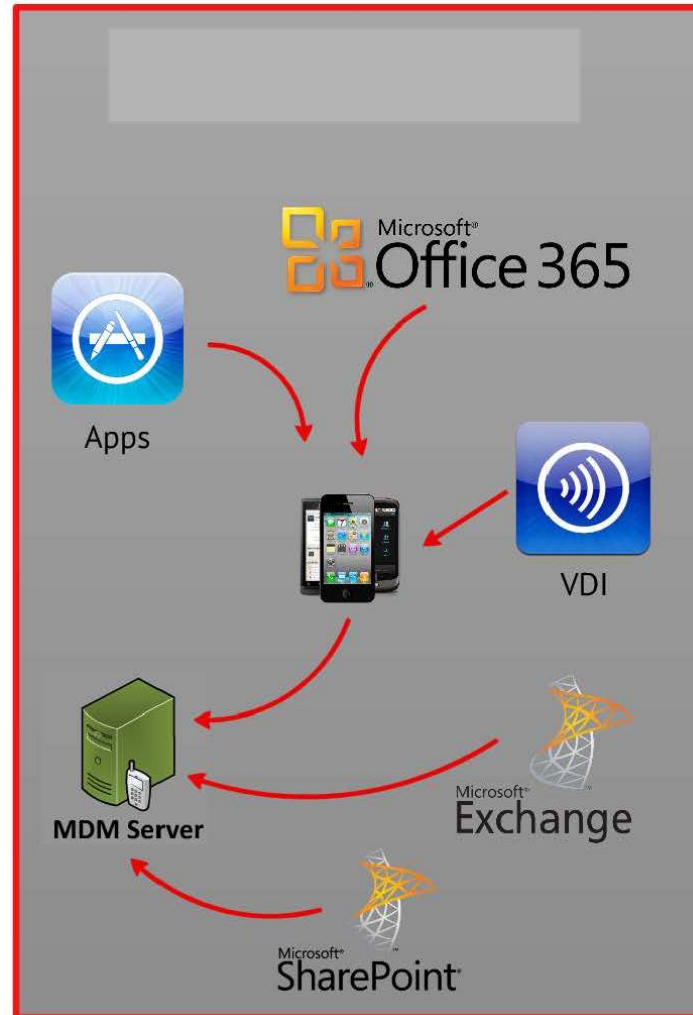 Microsoft®
Office 365
Apps
VDI
MDM Server
Microsoft®
Exchange
Microsoft®
SharePoint®